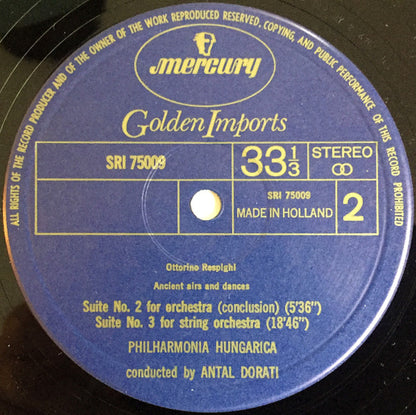 ALL RIGHTS OF THE RECORD PRODUCER AND OF THE OWNER OF THE WORK REPRODUCED RESERVED. COPYING, AND PUBLIC PERFORMANCE OF THIS RECORD PROHIBITED
mercury
Golden Imports
SRI 75009
33 1/3
STEREO
SRI 75009
MADE IN HOLLAND
2
Ottorino Respighi
Ancient airs and dances
Suite No. 2 for orchestra (conclusion) (5'36")
Suite No. 3 for string orchestra (18'46")
PHILHARMONIA HUNGARICA
conducted by ANTAL DORATI